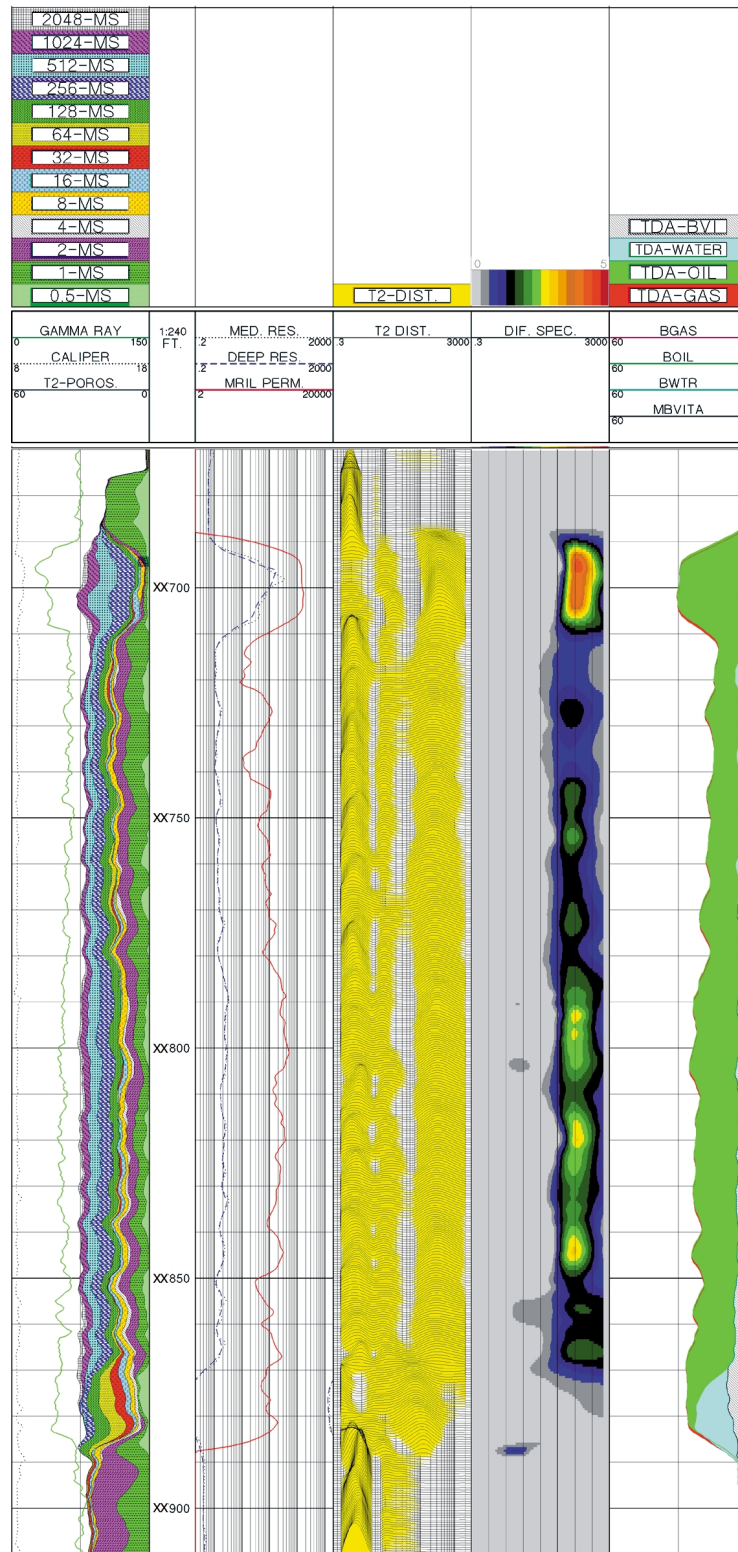 2048-MS
1024-MS
512-MS
256-MS
128-MS
64-MS
32-MS
16-MS
8-MS
4-MS
2-MS
1-MS
0.5-MS
T2-DIST.
0 5
TDA-BVI
TDA-WATER
TDA-OIL
TDA-GAS
GAMMA RAY
0 150
CALIPER
8 18
T2-POROS.
60 0
1:240
FT.
MED. RES.
.2 2000
DEEP RES.
.2 2000
MRIL PERM.
.2 20000
T2 DIST.
.3 3000
DIF. SPEC.
.3 3000
BGAS
60
BOIL
60
BWTR
60
MBVITA
60
XX700
XX750
XX800
XX850
XX900